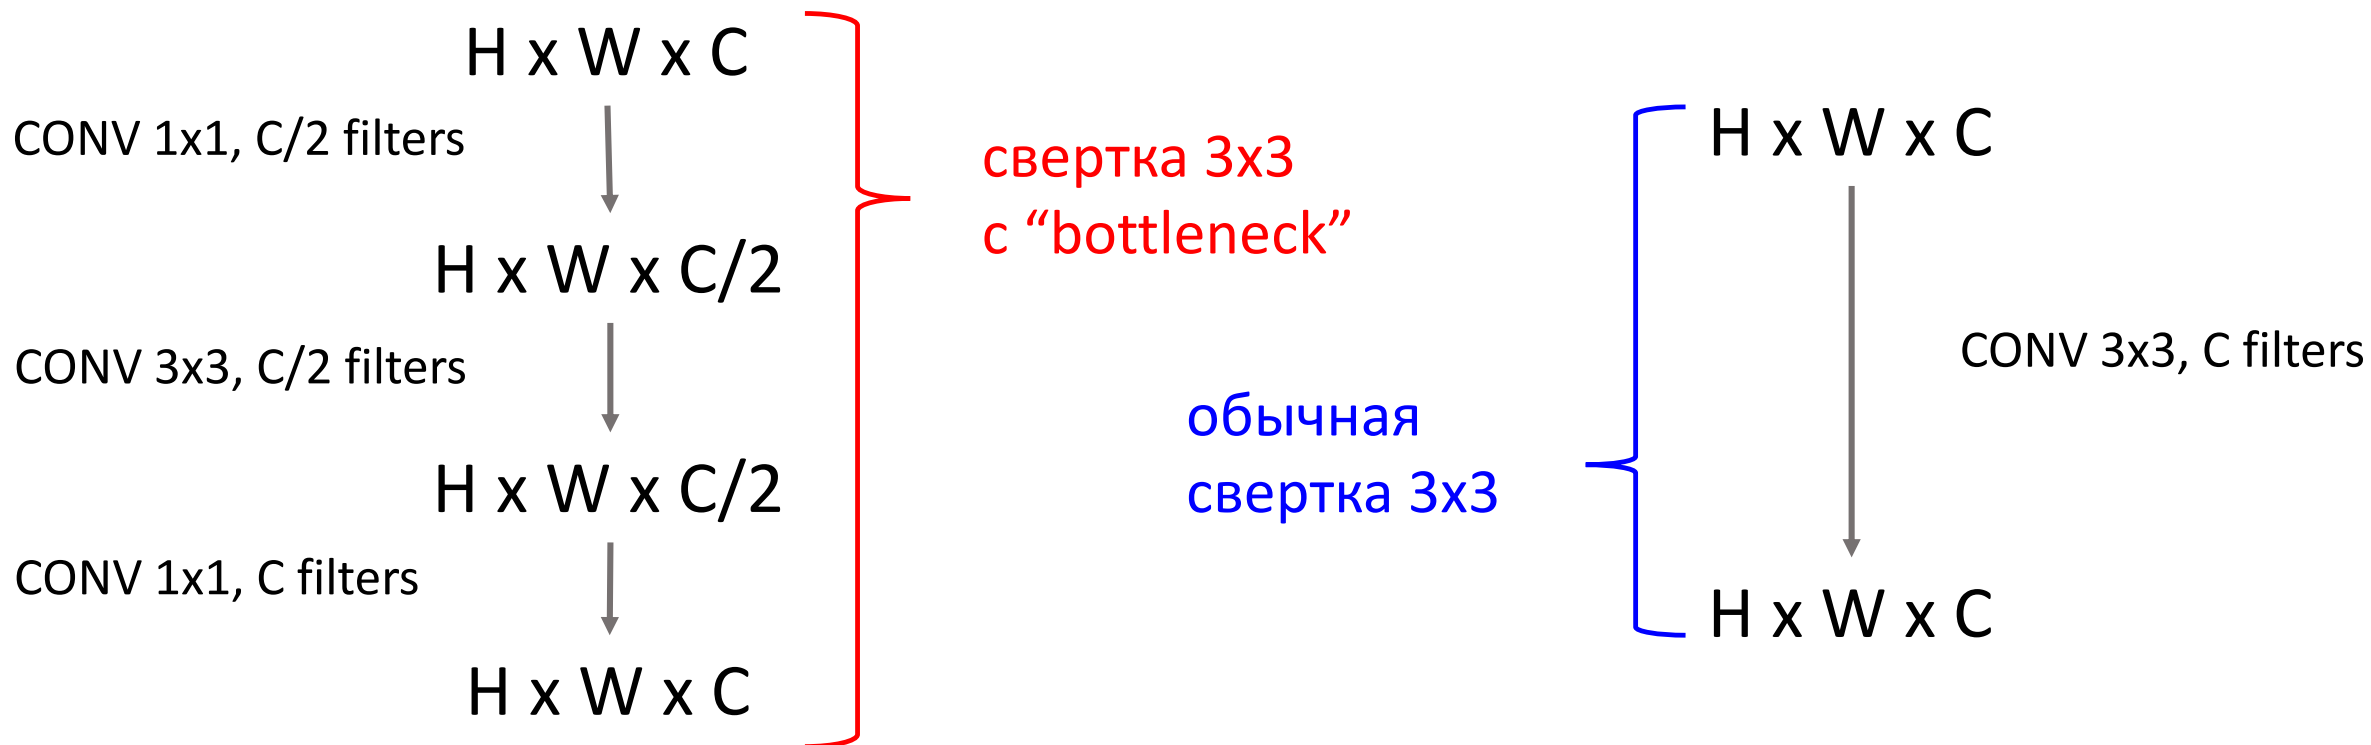 H x W x C
CONV 1x1, C/2 filters
H x W x C/2
CONV 3x3, C/2 filters
H x W x C/2
CONV 1x1, C filters
H x W x C
свертка 3x3
с “bottleneck”
обычная
свертка 3x3
H x W x C
CONV 3x3, C filters
H x W x C